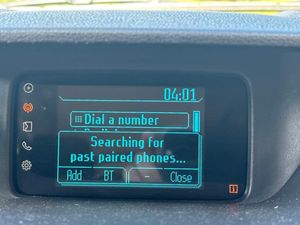 04:01
Dial a number
Searching for
past paired phones...
Add BT - Close